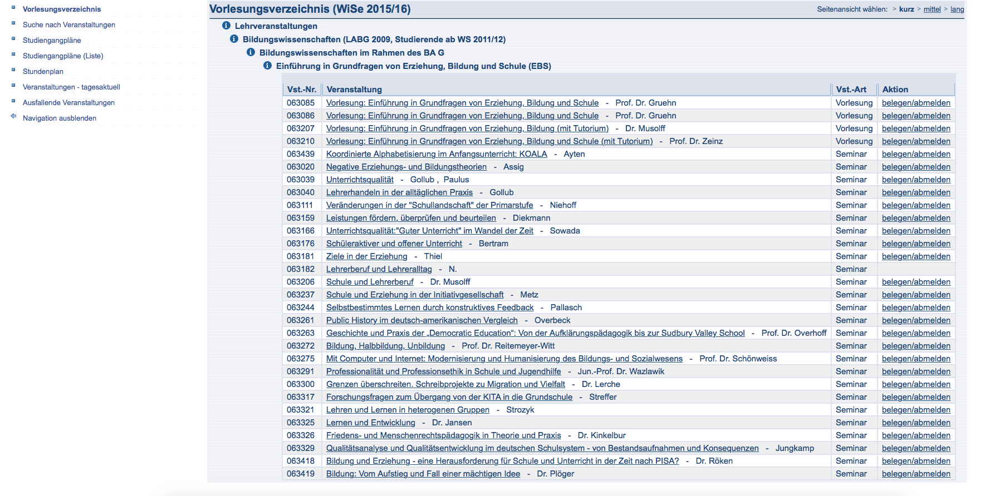 Vorlesungsverzeichnis
Suche nach Veranstaltungen
Studiengangpläne
Studiengangpläne (Liste)
Stundenplan
Veranstaltungen - tagesaktuell
Ausfallende Veranstaltungen
Navigation ausblenden
Vorlesungsverzeichnis (WiSe 2015/16) Seitenansicht wählen: > kurz > mittel > lang
Lehrveranstaltungen
Bildungswissenschaften (LABG 2009, Studierende ab WS 2011/12)
Bildungswissenschaften im Rahmen des BA G
Einführung in Grundfragen von Erziehung, Bildung und Schule (EBS)
Vst.-Nr. Veranstaltung Vst.-Art Aktion
063085 Vorlesung: Einführung in Grundfragen von Erziehung, Bildung und Schule - Prof. Dr. Gruehn Vorlesung belegen/abmelden
063086 Vorlesung: Einführung in Grundfragen von Erziehung, Bildung und Schule - Prof. Dr. Gruehn Vorlesung belegen/abmelden
063207 Vorlesung: Einführung in Grundfragen von Erziehung, Bildung (mit Tutorium) - Dr. Musolff Vorlesung belegen/abmelden
063210 Vorlesung: Einführung in Grundfragen von Erziehung, Bildung und Schule (mit Tutorium) - Prof. Dr. Zeinz Vorlesung belegen/abmelden
063439 Koordinierte Alphabetisierung im Anfangsunterricht: KOALA - Ayten Seminar belegen/abmelden
063020 Negative Erziehungs- und Bildungstheorien - Assig Seminar belegen/abmelden
063039 Unterrichtsqualität - Gollub , Paulus Seminar belegen/abmelden
063040 Lehrerhandeln in der alltäglichen Praxis - Gollub Seminar belegen/abmelden
063111 Veränderungen in der "Schullandschaft" der Primarstufe - Niehoff Seminar belegen/abmelden
063159 Leistungen fördern, überprüfen und beurteilen - Diekmann Seminar belegen/abmelden
063166 Unterrichtsqualität:"Guter Unterricht" im Wandel der Zeit - Sowada Seminar belegen/abmelden
063176 Schüleraktiver und offener Unterricht - Bertram Seminar belegen/abmelden
063181 Ziele in der Erziehung - Thiel Seminar belegen/abmelden
063182 Lehrerberuf und Lehreralltag - N. Seminar
063206 Schule und Lehrerberuf - Dr. Musolff Seminar belegen/abmelden
063237 Schule und Erziehung in der Initiativgesellschaft - Metz Seminar belegen/abmelden
063244 Selbstbestimmtes Lernen durch konstruktives Feedback - Pallasch Seminar belegen/abmelden
063261 Public History im deutsch-amerikanischen Vergleich - Overbeck Seminar belegen/abmelden
063263 Geschichte und Praxis der „Democratic Education“: Von der Aufklärungspädagogik bis zur Sudbury Valley School - Prof. Dr. Overhoff Seminar belegen/abmelden
063272 Bildung, Halbbildung, Unbildung - Prof. Dr. Reitemeyer-Witt Seminar belegen/abmelden
063275 Mit Computer und Internet: Modernisierung und Humanisierung des Bildungs- und Sozialwesens - Prof. Dr. Schönweiss Seminar belegen/abmelden
063291 Professionalität und Professionsethik in Schule und Jugendhilfe - Jun.-Prof. Dr. Wazlawik Seminar belegen/abmelden
063300 Grenzen überschreiten. Schreibprojekte zu Migration und Vielfalt - Dr. Lerche Seminar belegen/abmelden
063317 Forschungsfragen zum Übergang von der KITA in die Grundschule - Streffer Seminar belegen/abmelden
063321 Lehren und Lernen in heterogenen Gruppen - Strozyk Seminar belegen/abmelden
063325 Lernen und Entwicklung - Dr. Jansen Seminar belegen/abmelden
063326 Friedens- und Menschenrechtspädagogik in Theorie und Praxis - Dr. Kinkelbur Seminar belegen/abmelden
063329 Qualitätsanalyse und Qualitätsentwicklung im deutschen Schulsystem - von Bestandsaufnahmen und Konsequenzen - Jungkamp Seminar belegen/abmelden
063418 Bildung und Erziehung - eine Herausforderung für Schule und Unterricht in der Zeit nach PISA? - Dr. Röken Seminar belegen/abmelden
063419 Bildung: Vom Aufstieg und Fall einer mächtigen Idee - Dr. Plöger Seminar belegen/abmelden